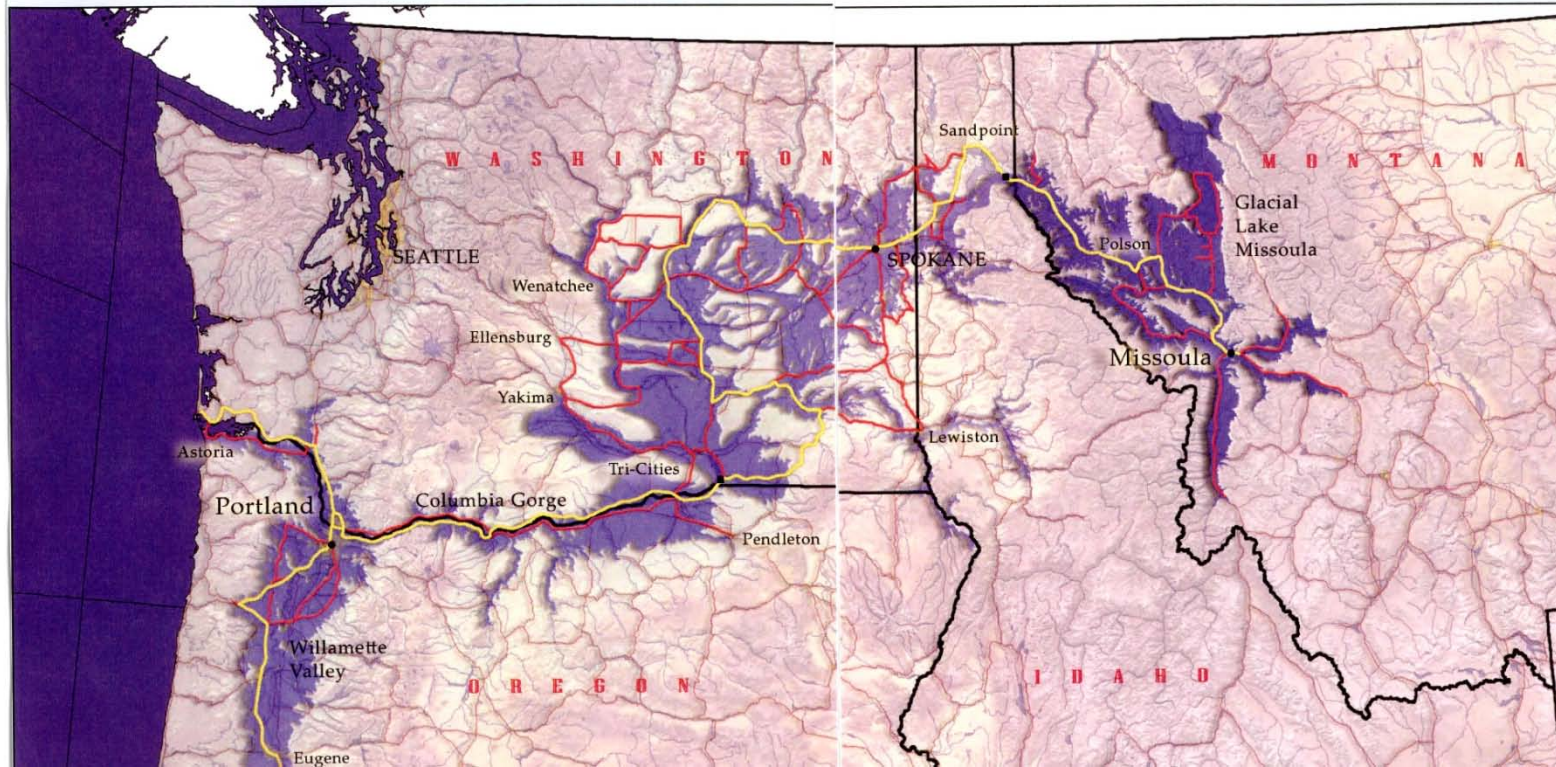 Sandpoint
WASHINGTON
MONTANA
Glacial
Lake
Missoula
SEATTLE
Polson
SPOKANE
Wenatchee
Ellensburg
Missoula
Yakima
Lewiston
Astoria
Tri-Cities
Columbia Gorge
Portland
Pendleton
Willamette
Valley
OREGON
IDAHO
Eugene